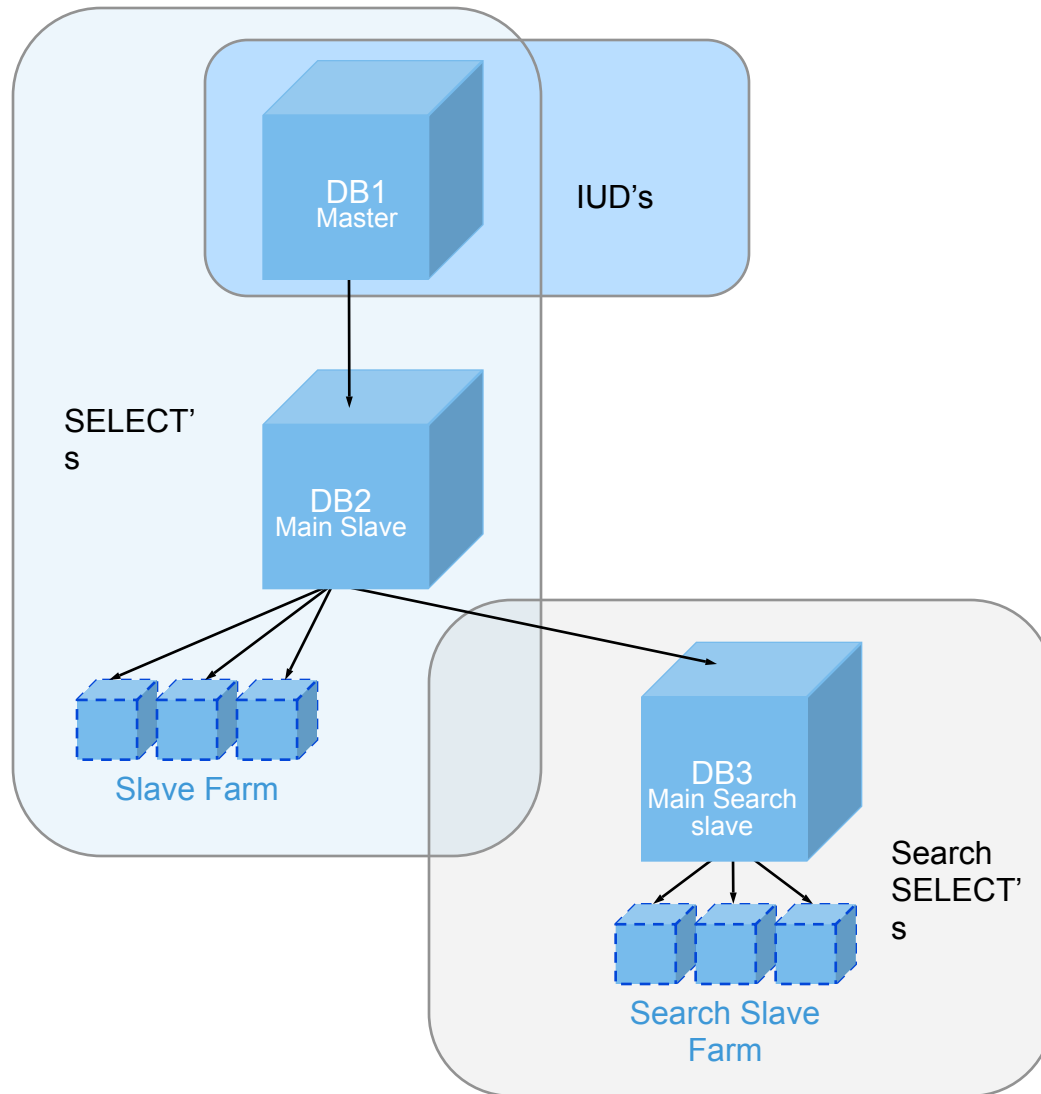 DB1
Master
IUD’s
SELECT’
s
DB2
Main Slave
Slave Farm
DB3
Main Search
slave
Search
SELECT’
s
Search Slave
Farm